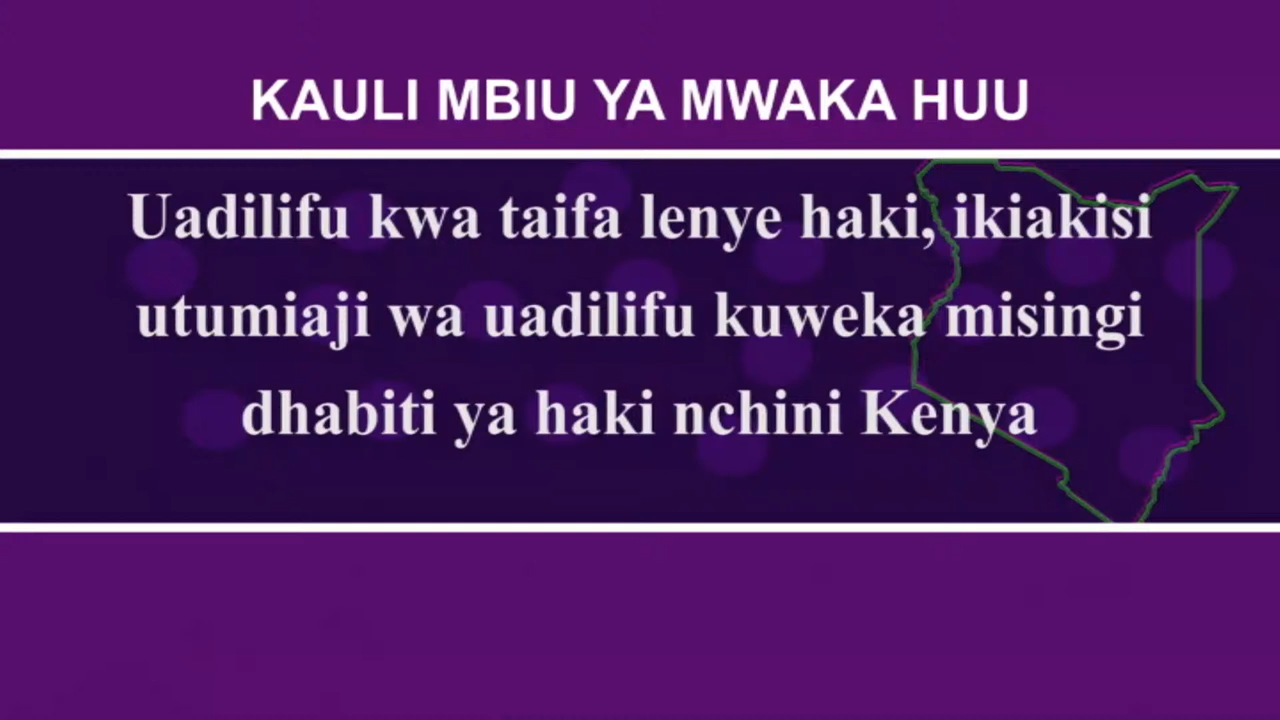 KAULI MBIU YA MWAKA HUU
Uadilifu kwa taifa lenye haki, ikiakisi
utumiaji wa uadilifu kuweka misingi
dhabiti ya haki nchini Kenya